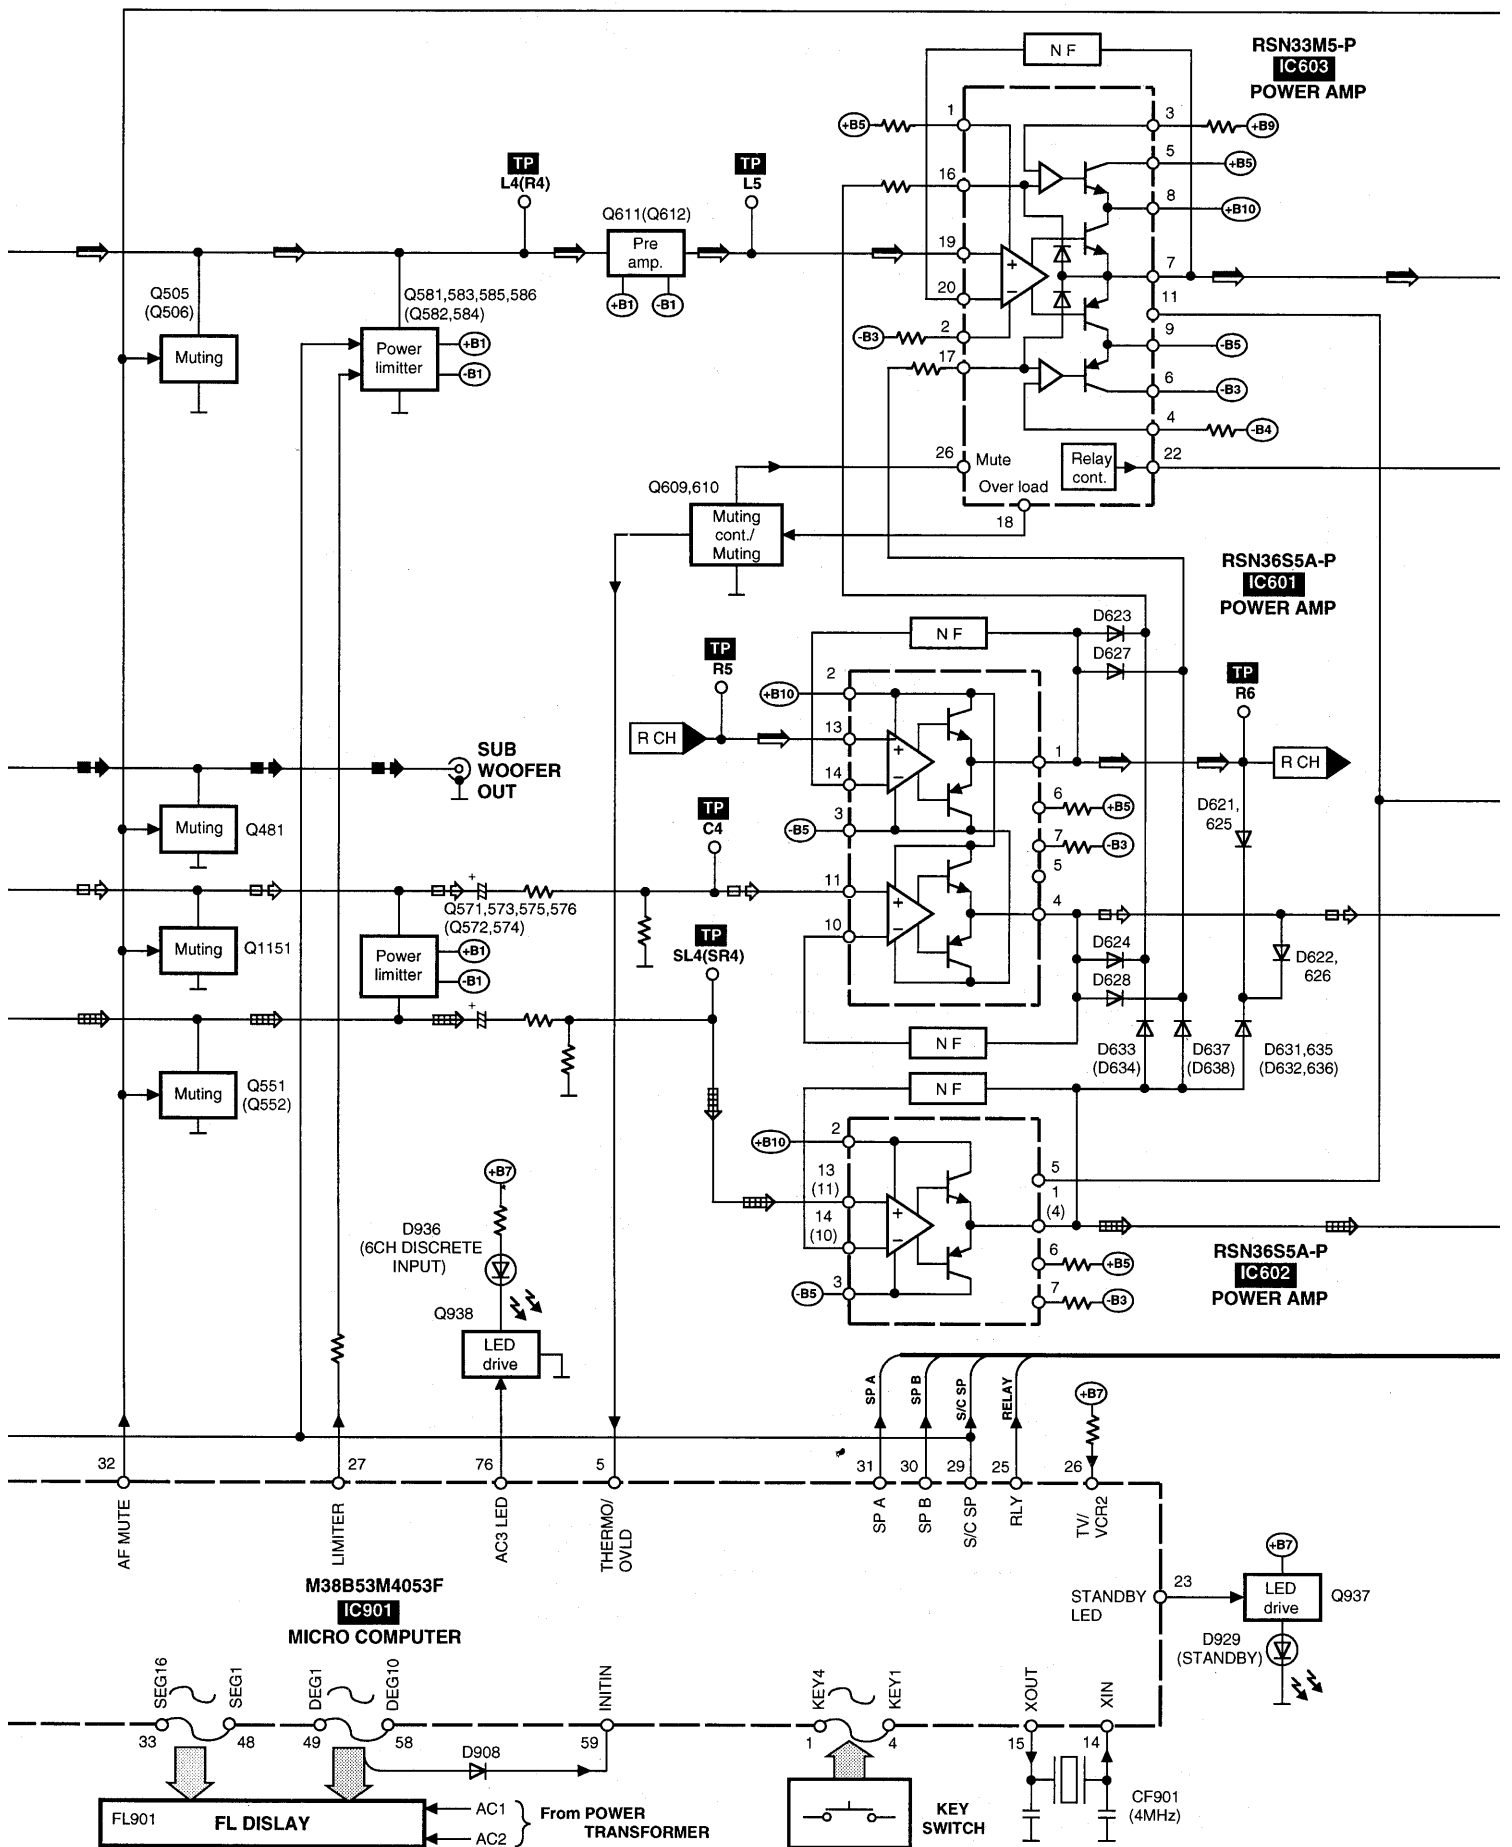 N F
RSN33M5-P
IC603
POWER AMP
+B5
1
3
+B9
5
+B5
16
8
+B10
TP
L4(R4)
TP
L5
Q611(Q612)
Pre
amp.
+B1
-B1
19
+
-
20
7
11
2
-B3
9
-B5
17
6
-B3
4
-B4
Q505
(Q506)
Muting
Q581,583,585,586
(Q582,584)
Power
limitter
+B1
-B1
26
Mute
Relay
cont.
22
Over load
18
Q609,610
Muting
cont./
Muting
RSN36S5A-P
IC601
POWER AMP
N F
D623
D627
TP
R5
TP
R6
2
+B10
R CH
13
+
-
14
1
R CH
6
+B5
D621,
625
3
-B5
7
-B3
5
SUB
WOOFER
OUT
Muting
Q481
TP
C4
11
+
-
10
4
+
Q571,573,575,576
(Q572,574)
Muting
Q1151
Power
limitter
+B1
-B1
TP
SL4(SR4)
D624
D628
D622,
626
+
N F
D633
(D634)
D637
(D638)
D631,635
(D632,636)
N F
Muting
Q551
(Q552)
+B10
2
+B7
13
(11)
14
(10)
+
-
5
1
(4)
D936
(6CH DISCRETE
INPUT)
6
+B5
-B5
3
7
-B3
RSN36S5A-P
IC602
POWER AMP
Q938
LED
drive
SP A
SP B
S/C SP
RELAY
+B7
32
27
76
5
31
30
29
25
26
AF MUTE
LIMITER
AC3 LED
THERMO/
OVLD
SP A
SP B
S/C SP
RLY
TV/
VCR2
M38B53M4053F
IC901
MICRO COMPUTER
STANDBY
LED
23
+B7
LED
drive
Q937
D929
(STANDBY)
SEG16
SEG1
DEG1
DEG10
INITIN
KEY4
KEY1
XOUT
XIN
33
48
49
58
59
1
4
15
14
D908
FL901
FL DISLAY
AC1
AC2
From POWER
TRANSFORMER
KEY
SWITCH
CF901
(4MHz)